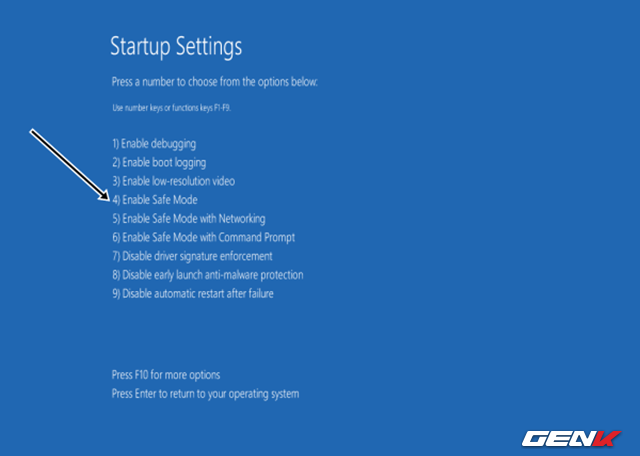 Startup Settings
Press a number to choose from the options below:
Use number keys or functions keys F1-F9.
1) Enable debugging
2) Enable boot logging
3) Enable low-resolution video
4) Enable Safe Mode
5) Enable Safe Mode with Networking
6) Enable Safe Mode with Command Prompt
7) Disable driver signature enforcement
8) Disable early launch anti-malware protection
9) Disable automatic restart after failure
Press F10 for more options
Press Enter to return to your operating system
GENK